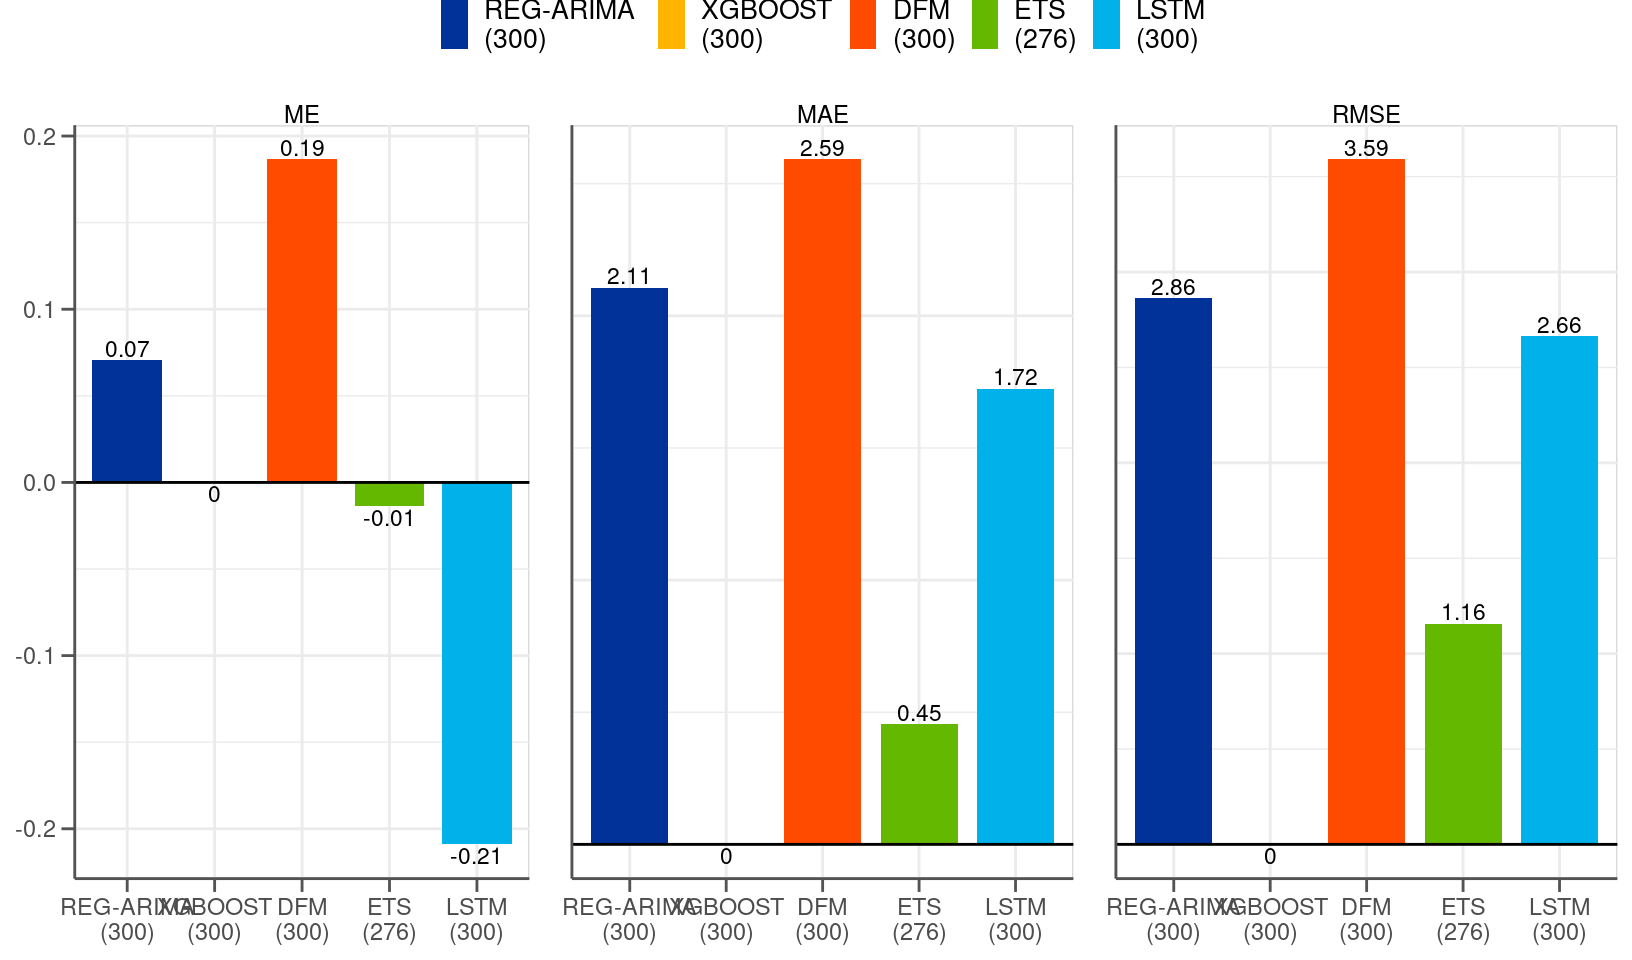 REG-ARIMA XGBOOST DFM ETS LSTM
(300) (300) (300) (276) (300)
ME MAE RMSE
0.2
0.1
0.0
-0.1
-0.2
0.07
0
0.19
-0.01
-0.21
2.11
0
2.59
0.45
1.72
2.86
0
3.59
1.16
2.66
REG-ARIMA XGBOOST DFM ETS LSTM
(300) (300) (300) (276) (300)
REG-ARIMA XGBOOST DFM ETS LSTM
(300) (300) (300) (276) (300)
REG-ARIMA XGBOOST DFM ETS LSTM
(300) (300) (300) (276) (300)